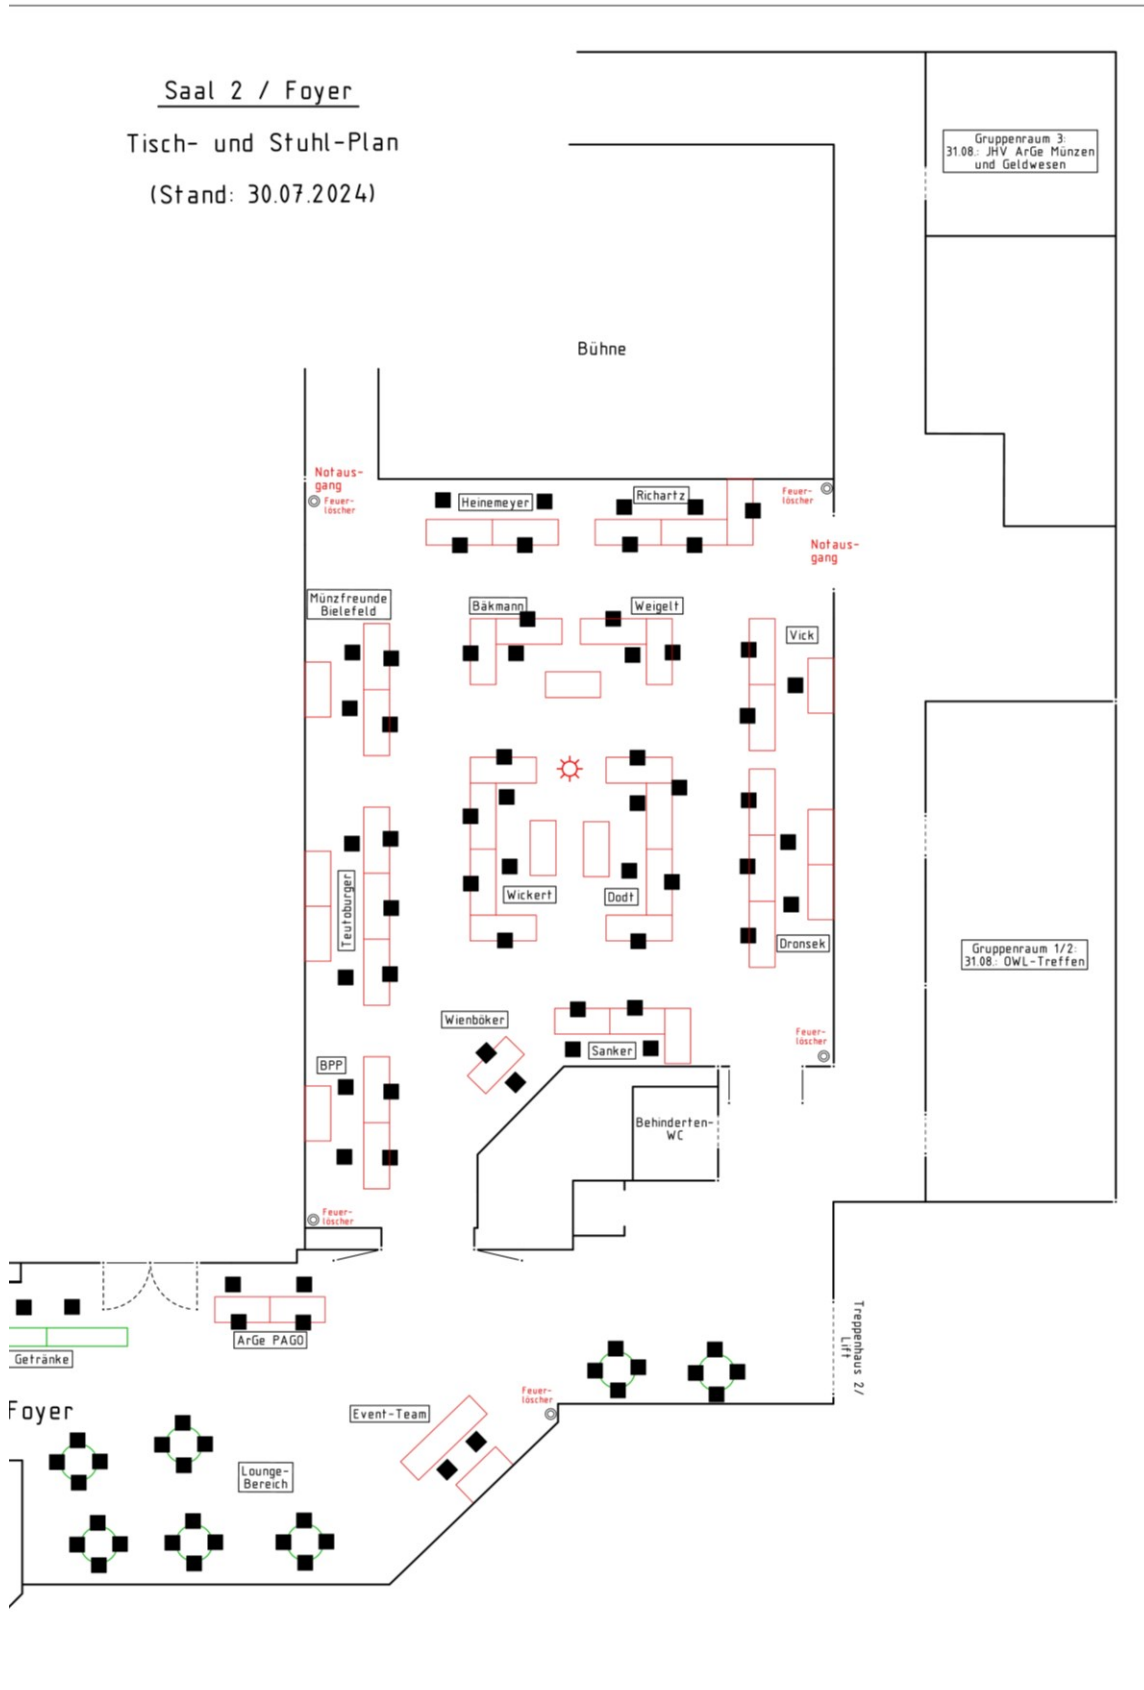 Saal 2 / Foyer
Tisch- und Stuhl-Plan
(Stand: 30.07.2024)
Gruppenraum 3:
31.08.: JHV ArGe Münzen
und Geldwesen
Bühne
Notaus-
gang
Feuer-
löscher
Heinemeyer
Richartz
Feuer-
löscher
Notaus-
gang
Münzfreunde
Bielefeld
Bäkmann
Weigelt
Vick
Teutoburger
Wickert
Dodt
Dronsek
Gruppenraum 1/2:
31.08.: OWL-Treffen
Wienböker
Sanker
Feuer-
löscher
BPP
Behinderten-
WC
Feuer-
löscher
ArGe PAGO
Getränke
Treppenhaus 2/
Lift
Foyer
Feuer-
löscher
Event-Team
Lounge-
Bereich